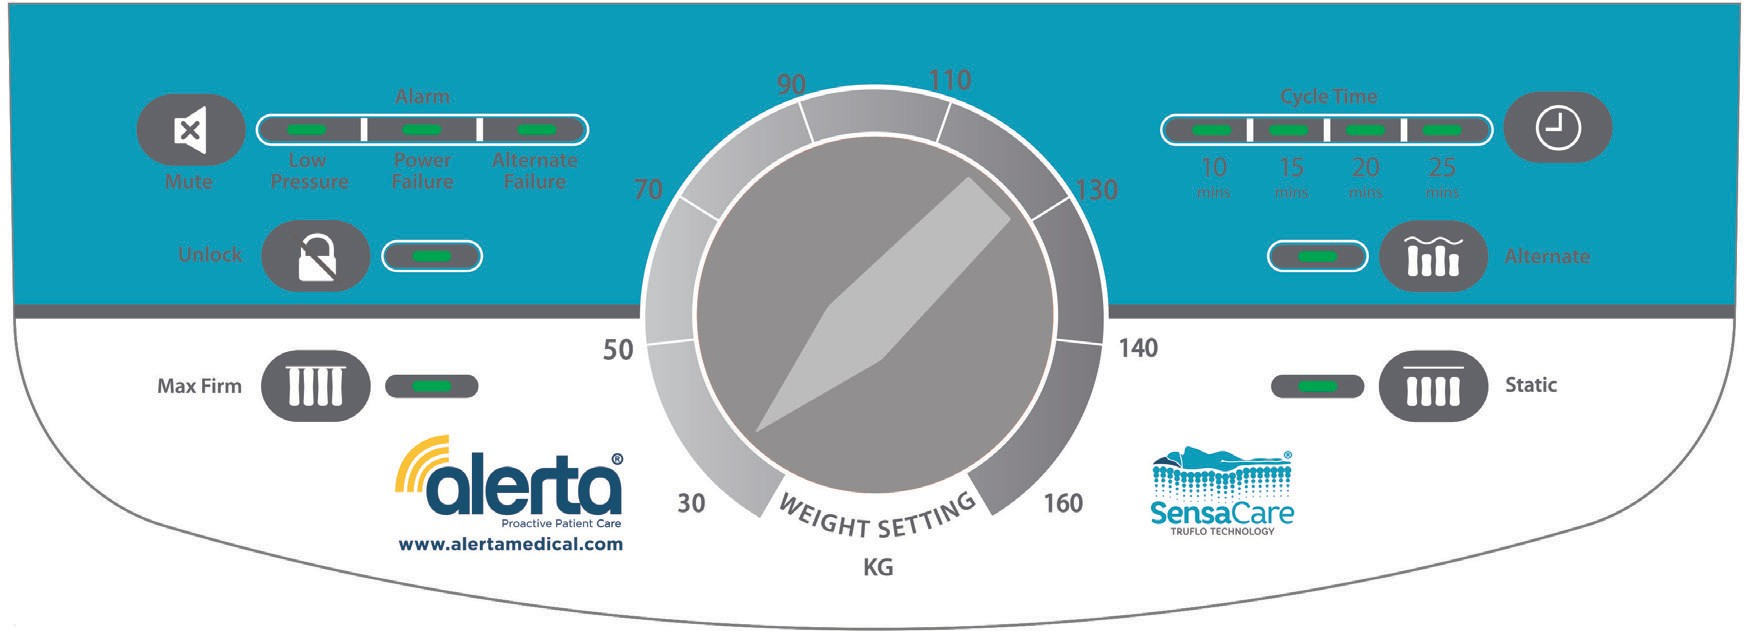 Alarm
Low
Pressure
Power
Failure
Alternate
Failure
Mute
Unlock
Max Firm
30
50
70
90
110
130
140
160
WEIGHT SETTING
KG
Cycle Time
10
mins
15
mins
20
mins
25
mins
Alternate
Static
alerta®
Proactive Patient Care
www.alertamedical.com
®
SensaCare
TRUFLO TECHNOLOGY